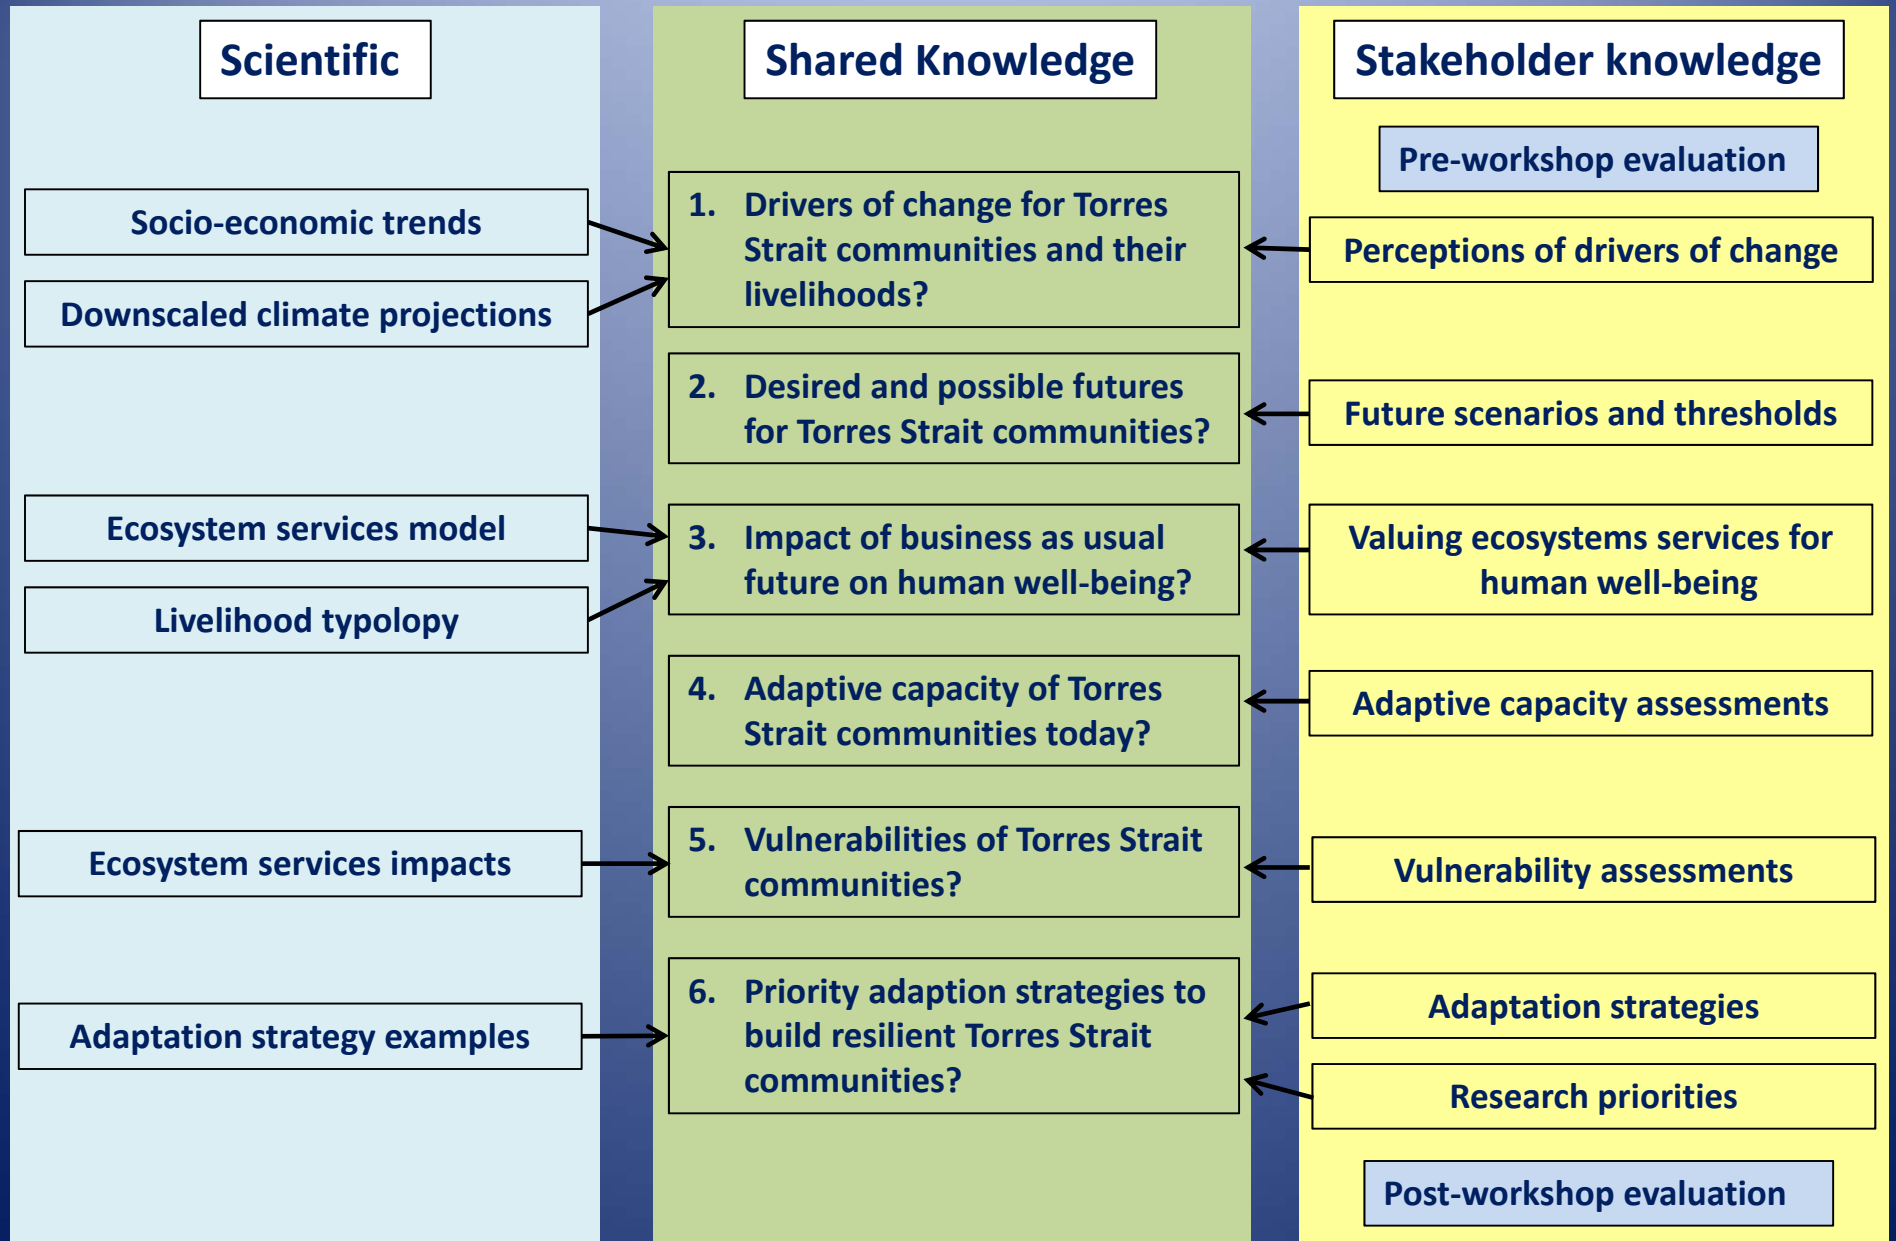 Scientific
Socio-economic trends
Downscaled climate projections
Ecosystem services model
Livelihood typolopy
Ecosystem services impacts
Adaptation strategy examples
Shared Knowledge
1. Drivers of change for Torres
Strait communities and their
livelihoods?
2. Desired and possible futures
for Torres Strait communities?
3. Impact of business as usual
future on human well-being?
4. Adaptive capacity of Torres
Strait communities today?
5. Vulnerabilities of Torres Strait
communities?
6. Priority adaption strategies to
build resilient Torres Strait
communities?
Stakeholder knowledge
Pre-workshop evaluation
Perceptions of drivers of change
Future scenarios and thresholds
Valuing ecosystems services for
human well-being
Adaptive capacity assessments
Vulnerability assessments
Adaptation strategies
Research priorities
Post-workshop evaluation